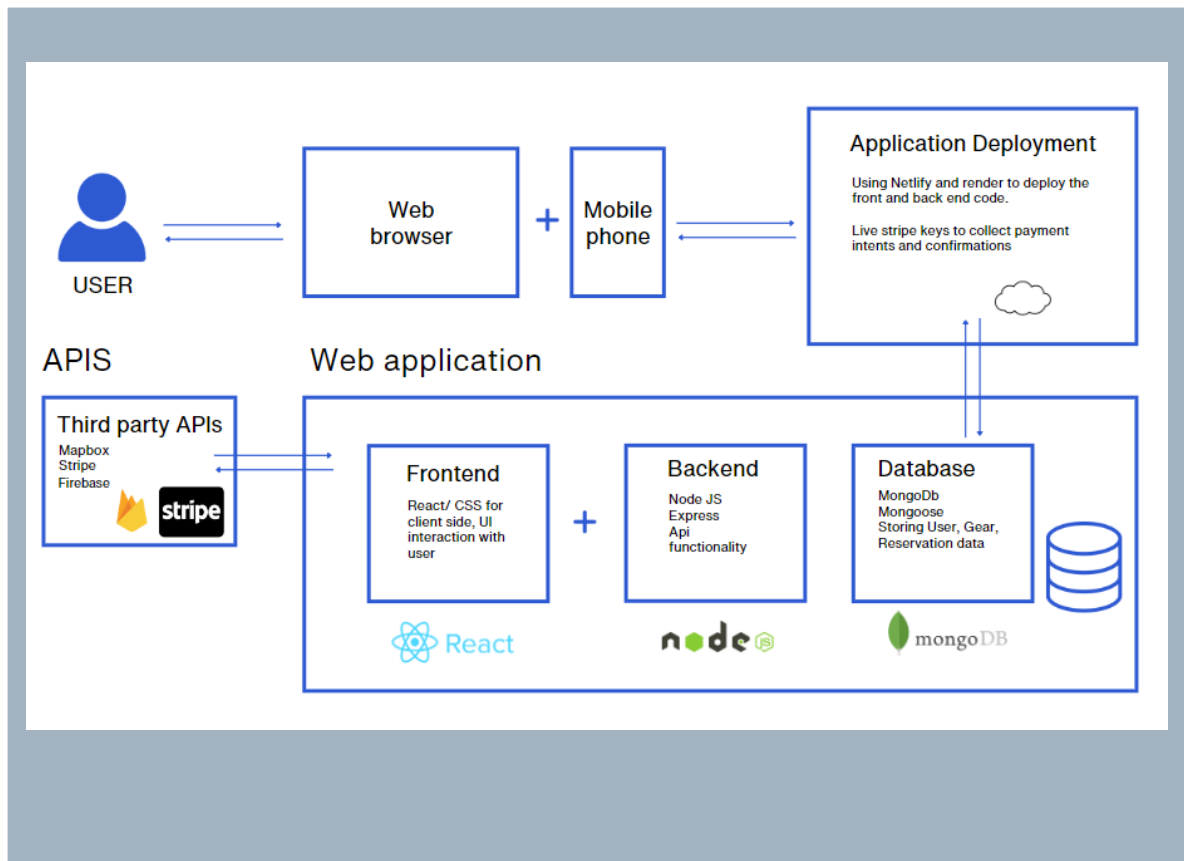 USER
Web
browser
+
Mobile
phone
Application Deployment
Using Netlify and render to deploy the
front and back end code.
Live stripe keys to collect payment
intents and confirmations
APIS
Third party APIs
Mapbox
Stripe
Firebase
stripe
Web application
Frontend
React/ CSS for
client side, UI
interaction with
user
React
+
Backend
Node JS
Express
Api
functionality
node
JS
Database
MongoDb
Mongoose
Storing User, Gear,
Reservation data
mongoDB